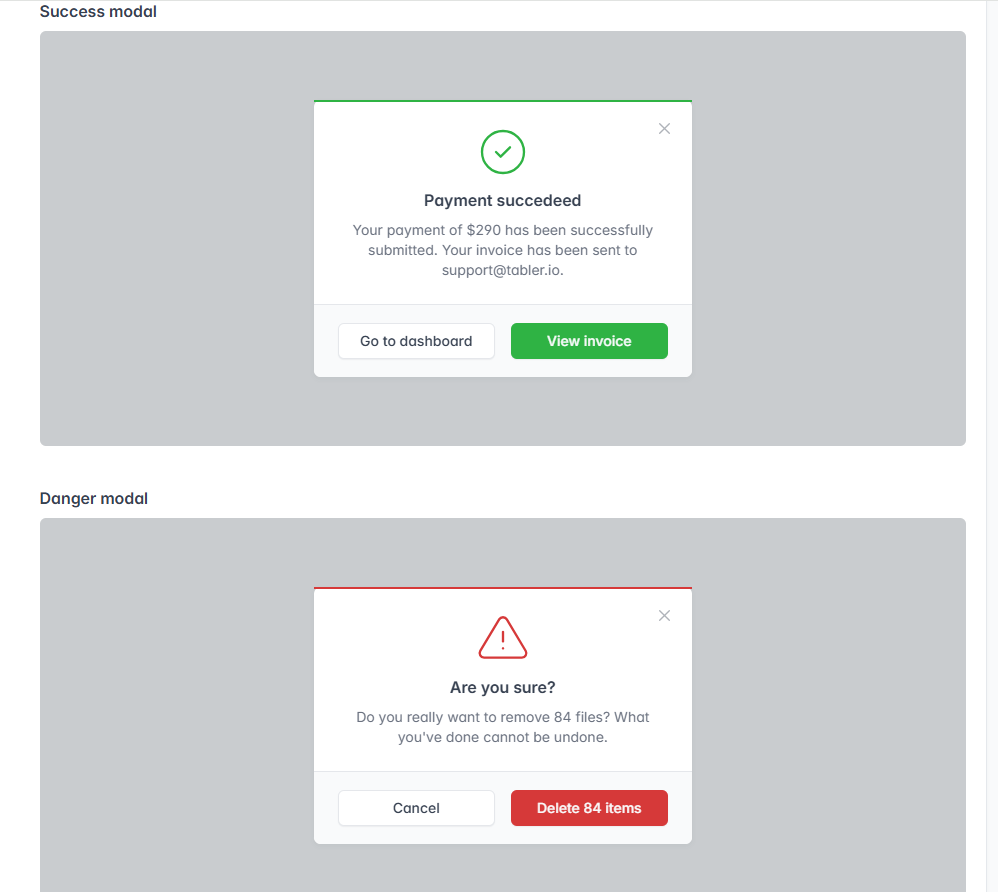 Success modal
Payment succedeed
Your payment of $290 has been successfully
submitted. Your invoice has been sent to
support@tabler.io.
Go to dashboard
View invoice
Danger modal
Are you sure?
Do you really want to remove 84 files? What
you've done cannot be undone.
Cancel
Delete 84 items